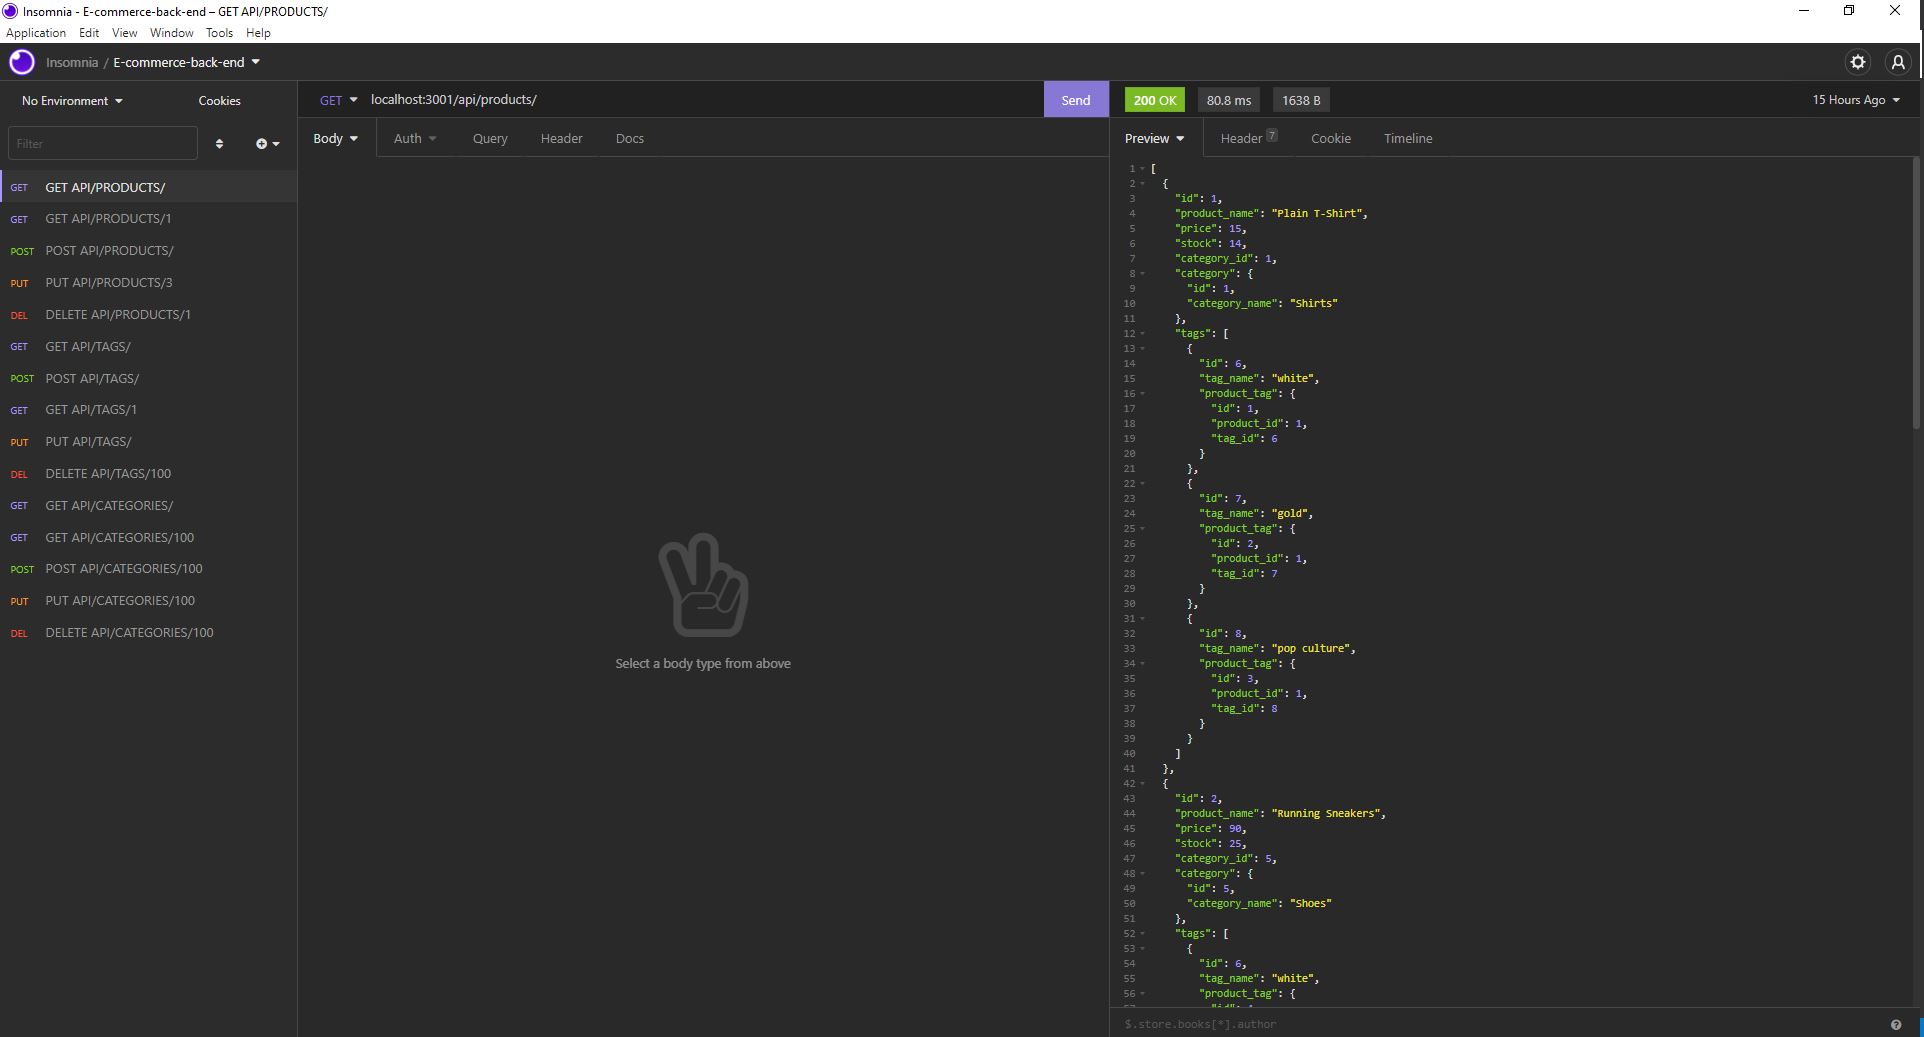 Insomnia - E-commerce-back-end – GET API/PRODUCTS/
Application Edit View Window Tools Help
Insomnia / E-commerce-back-end
No Environment Cookies
Filter
GET GET API/PRODUCTS/
GET GET API/PRODUCTS/1
POST POST API/PRODUCTS/
PUT PUT API/PRODUCTS/3
DEL DELETE API/PRODUCTS/1
GET GET API/TAGS/
POST POST API/TAGS/
GET GET API/TAGS/1
PUT PUT API/TAGS/
DEL DELETE API/TAGS/100
GET GET API/CATEGORIES/
GET GET API/CATEGORIES/100
POST POST API/CATEGORIES/100
PUT PUT API/CATEGORIES/100
DEL DELETE API/CATEGORIES/100
GET localhost:3001/api/products/ Send
Body Auth Query Header Docs
Select a body type from above
200 OK 80.8 ms 1638 B 15 Hours Ago
Preview Header 7 Cookie Timeline
1 [
2 {
3 "id": 1,
4 "product_name": "Plain T-Shirt",
5 "price": 15,
6 "stock": 14,
7 "category_id": 1,
8 "category": {
9 "id": 1,
10 "category_name": "Shirts"
11 },
12 "tags": [
13 {
14 "id": 6,
15 "tag_name": "white",
16 "product_tag": {
17 "id": 1,
18 "product_id": 1,
19 "tag_id": 6
20 }
21 },
22 {
23 "id": 7,
24 "tag_name": "gold",
25 "product_tag": {
26 "id": 2,
27 "product_id": 1,
28 "tag_id": 7
29 }
30 },
31 {
32 "id": 8,
33 "tag_name": "pop culture",
34 "product_tag": {
35 "id": 3,
36 "product_id": 1,
37 "tag_id": 8
38 }
39 }
40 ]
41 },
42 {
43 "id": 2,
44 "product_name": "Running Sneakers",
45 "price": 90,
46 "stock": 25,
47 "category_id": 5,
48 "category": {
49 "id": 5,
50 "category_name": "Shoes"
51 },
52 "tags": [
53 {
54 "id": 6,
55 "tag_name": "white",
56 "product_tag": {
$.store.books[*].author